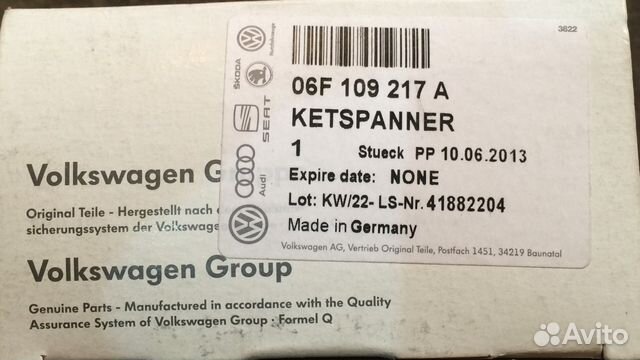 3822
ŠKODA
SEAT
Audi
Nutzfahrzeuge
06F 109 217 A
KETSPANNER
1 Stueck PP 10.06.2013
Expire date: NONE
Lot: KW/22- LS-Nr. 41882204
Made in Germany
Volkswagen AG, Vertrieb Original Teile, Postfach 1451, 34219 Baunatal
Volkswagen Group
Original Teile - Hergestellt nach
sicherungssystem der Volkswage
Volkswagen Group
Genuine Parts - Manufactured in accordance with the Quality
Assurance System of Volkswagen Group · Formel Q
Avito